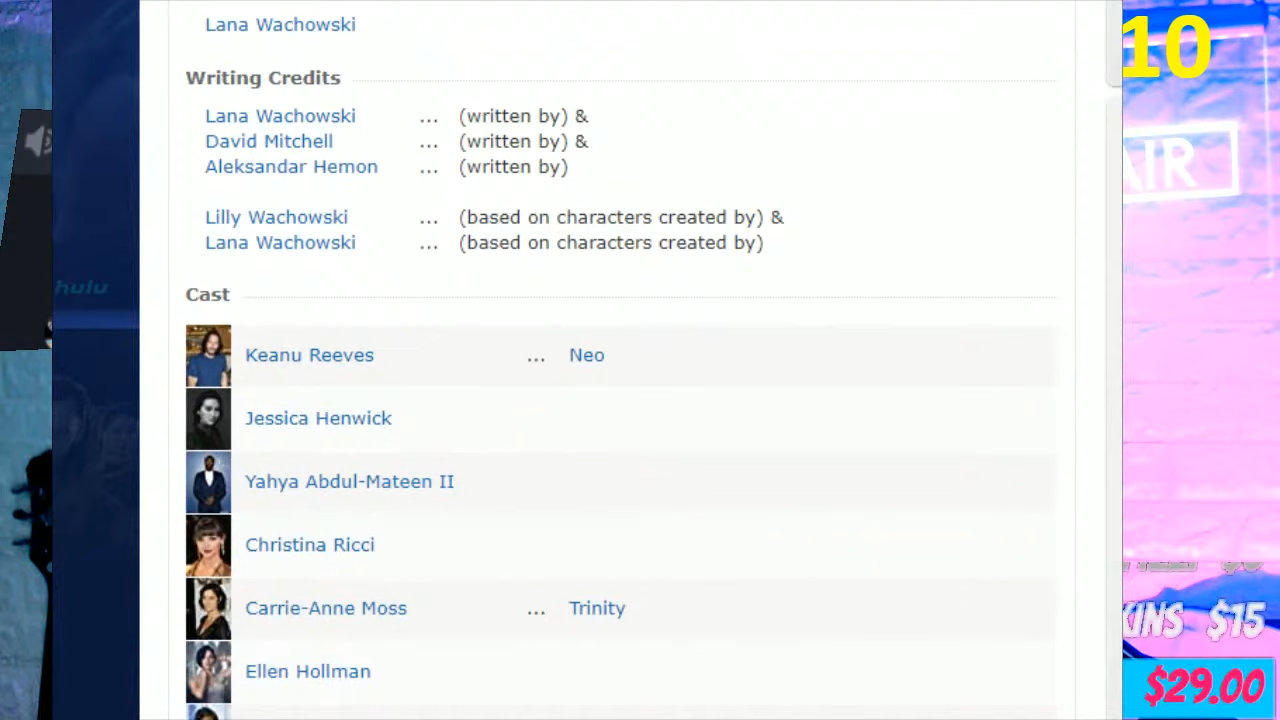 Lana Wachowski
10
Writing Credits
Lana Wachowski ... (written by) &
David Mitchell ... (written by) &
Aleksandar Hemon ... (written by)
AIR
Lilly Wachowski ... (based on characters created by) &
Lana Wachowski ... (based on characters created by)
hulu
Cast
Keanu Reeves ... Neo
Jessica Henwick
Yahya Abdul-Mateen II
Christina Ricci
Carrie-Anne Moss ... Trinity
KINS $15
Ellen Hollman
$29.00